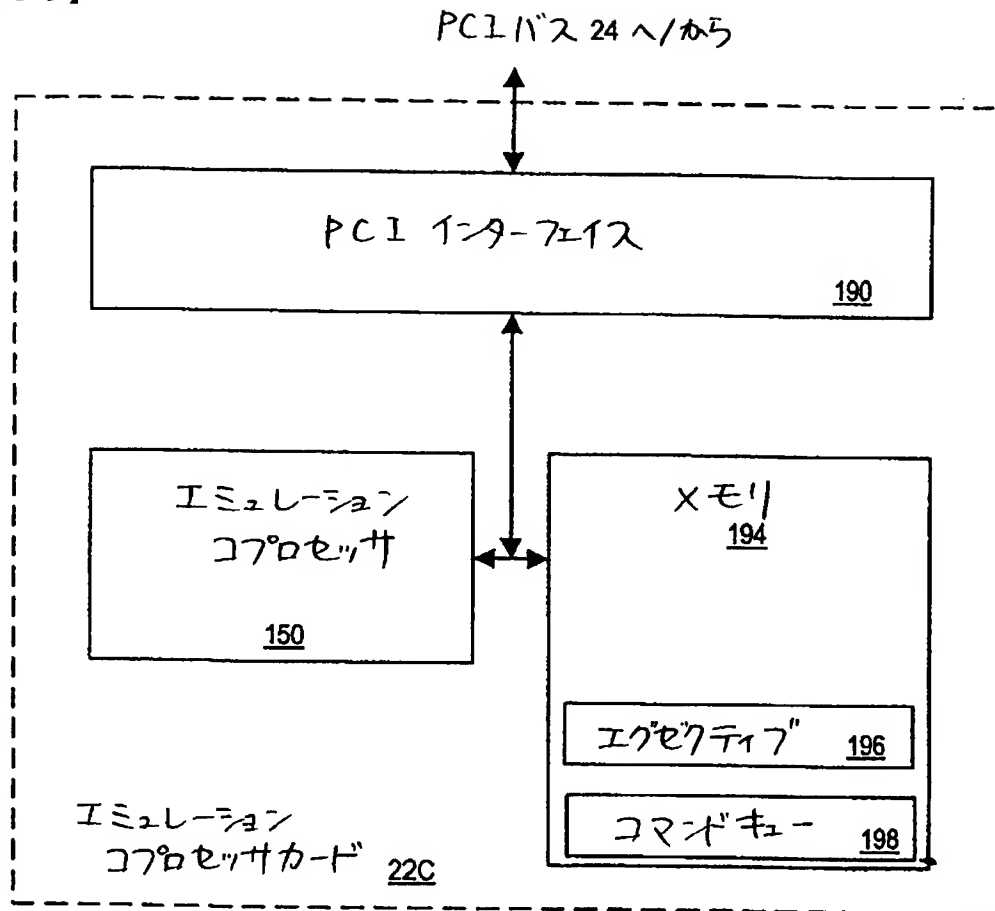 PCIバス 24 へ/から
PCI インターフェイス
190
エミュレーション
コプロセッサ
150
メモリ
194
エグゼクティブ 196
コマンドキュー 198
エミュレーション
コプロセッサカード 22C